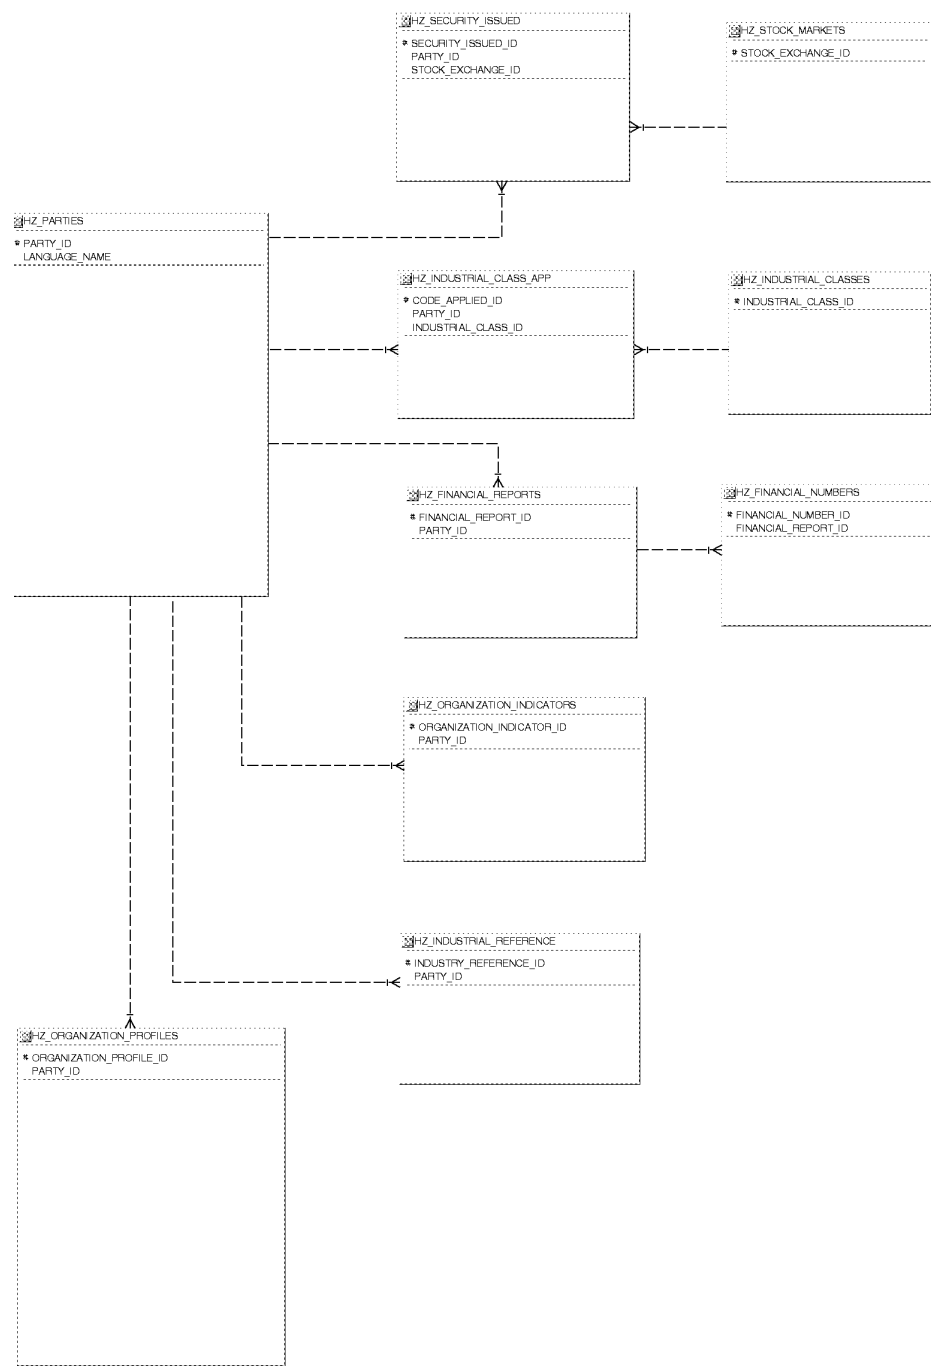 HZ_SECURITY_ISSUED
* SECURITY_ISSUED_ID
PARTY_ID
STOCK_EXCHANGE_ID
HZ_STOCK_MARKETS
* STOCK_EXCHANGE_ID
HZ_PARTIES
* PARTY_ID
LANGUAGE_NAME
HZ_INDUSTRIAL_CLASS_APP
* CODE_APPLIED_ID
PARTY_ID
INDUSTRIAL_CLASS_ID
HZ_INDUSTRIAL_CLASSES
* INDUSTRIAL_CLASS_ID
HZ_FINANCIAL_REPORTS
* FINANCIAL_REPORT_ID
PARTY_ID
HZ_FINANCIAL_NUMBERS
* FINANCIAL_NUMBER_ID
FINANCIAL_REPORT_ID
HZ_ORGANIZATION_INDICATORS
* ORGANIZATION_INDICATOR_ID
PARTY_ID
HZ_INDUSTRIAL_REFERENCE
* INDUSTRY_REFERENCE_ID
PARTY_ID
HZ_ORGANIZATION_PROFILES
* ORGANIZATION_PROFILE_ID
PARTY_ID